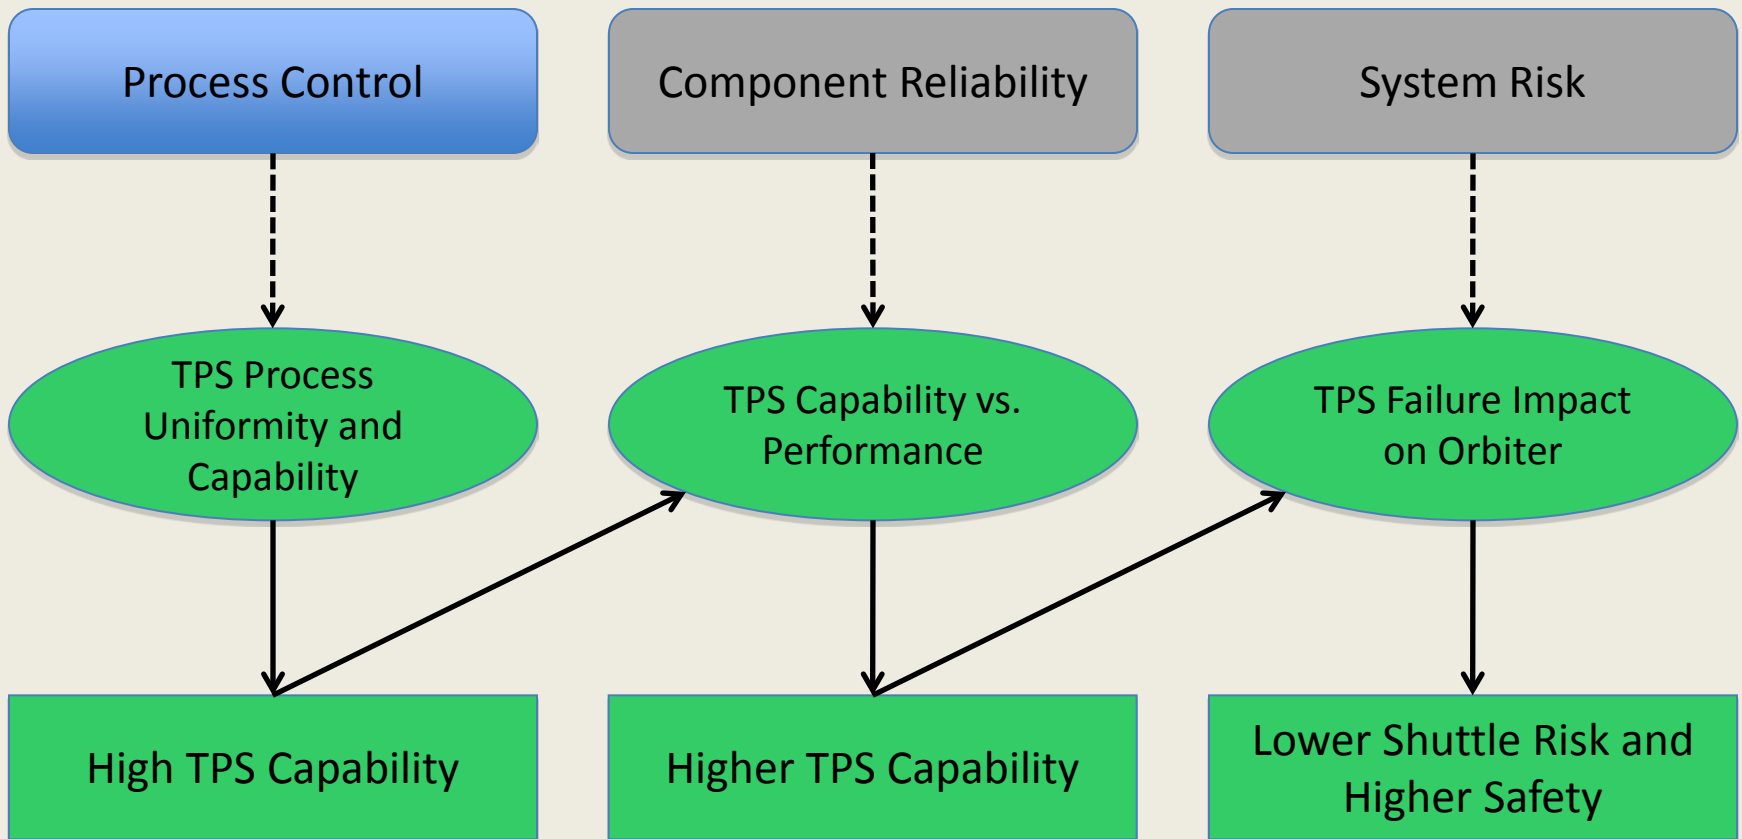 Process Control
Component Reliability
System Risk
TPS Process
Uniformity and
Capability
TPS Capability vs.
Performance
TPS Failure Impact
on Orbiter
High TPS Capability
Higher TPS Capability
Lower Shuttle Risk and
Higher Safety